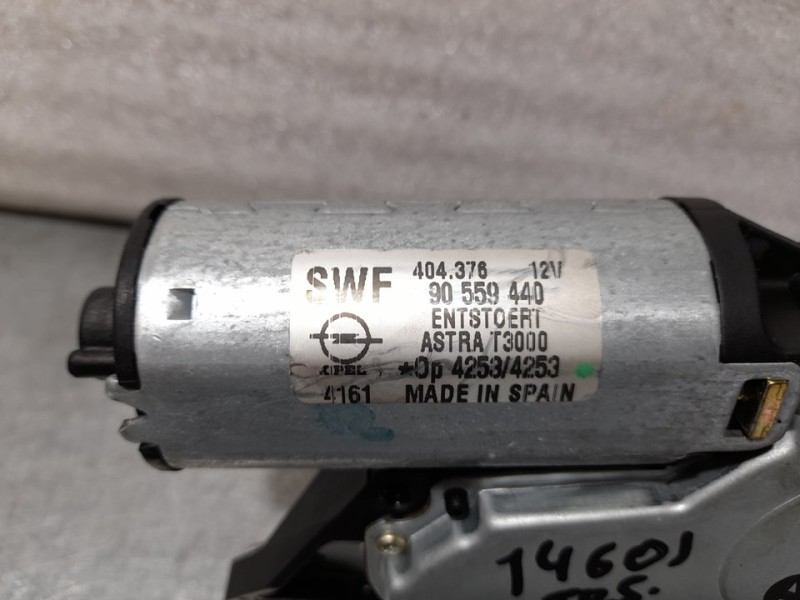 SWF 404.376 12V
90 559 440
ENTSTOERT
ASTRA/T3000
OPEL *Op 4253/4253
4161 MADE IN SPAIN
14601